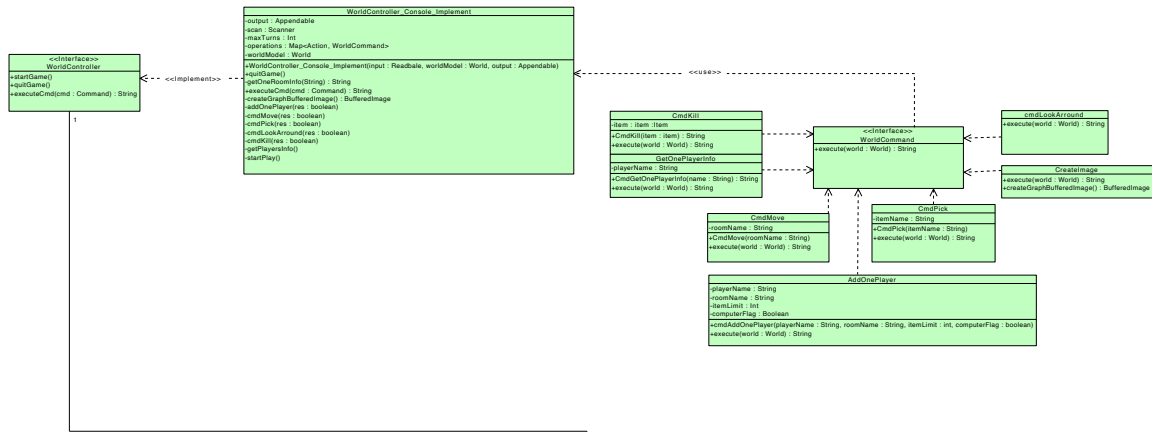 <<Interface>>
WorldController
+startGame()
+quitGame()
+executeCmd(cmd : Command) : String
1
<<Implement>>
WorldController_Console_Implement
-output : Appendable
-scan : Scanner
-maxTurns : Int
-operations : Map<Action, WorldCommand>
-worldModel : World
+WorldController_Console_Implement(input : Readbale, worldModel : World, output : Appendable)
+quitGame()
-getOneRoomInfo(String) : String
+executeCmd(cmd : Command) : String
-createGraphBufferedImage() : BufferedImage
-addOnePlayer(res : boolean)
-cmdMove(res : boolean)
-cmdPick(res : boolean)
-cmdLookArround(res : boolean)
-cmdKill(res : boolean)
-getPlayersInfo()
-startPlay()
<<use>>
CmdKill
-item : item :Item
+CmdKill(item : item) : String
+execute(world : World) : String
GetOnePlayerInfo
-playerName : String
+CmdGetOnePlayerInfo(name : String) : String
+execute(world : World) : String
<<Interface>>
WorldCommand
+execute(world : World) : String
cmdLookArround
+execute(world : World) : String
CreateImage
+execute(world : World) : String
+createGraphBufferedImage() : BufferedImage
CmdMove
-roomName : String
+CmdMove(roomName : String)
+execute(world : World) : String
CmdPick
-itemName : String
+CmdPick(itemName : String)
+execute(world : World) : String
AddOnePlayer
-playerName : String
-roomName : String
-itemLimit : Int
-computerFlag : Boolean
+cmdAddOnePlayer(playerName : String, roomName : String, itemLimit : int, computerFlag : boolean)
+execute(world : World) : String